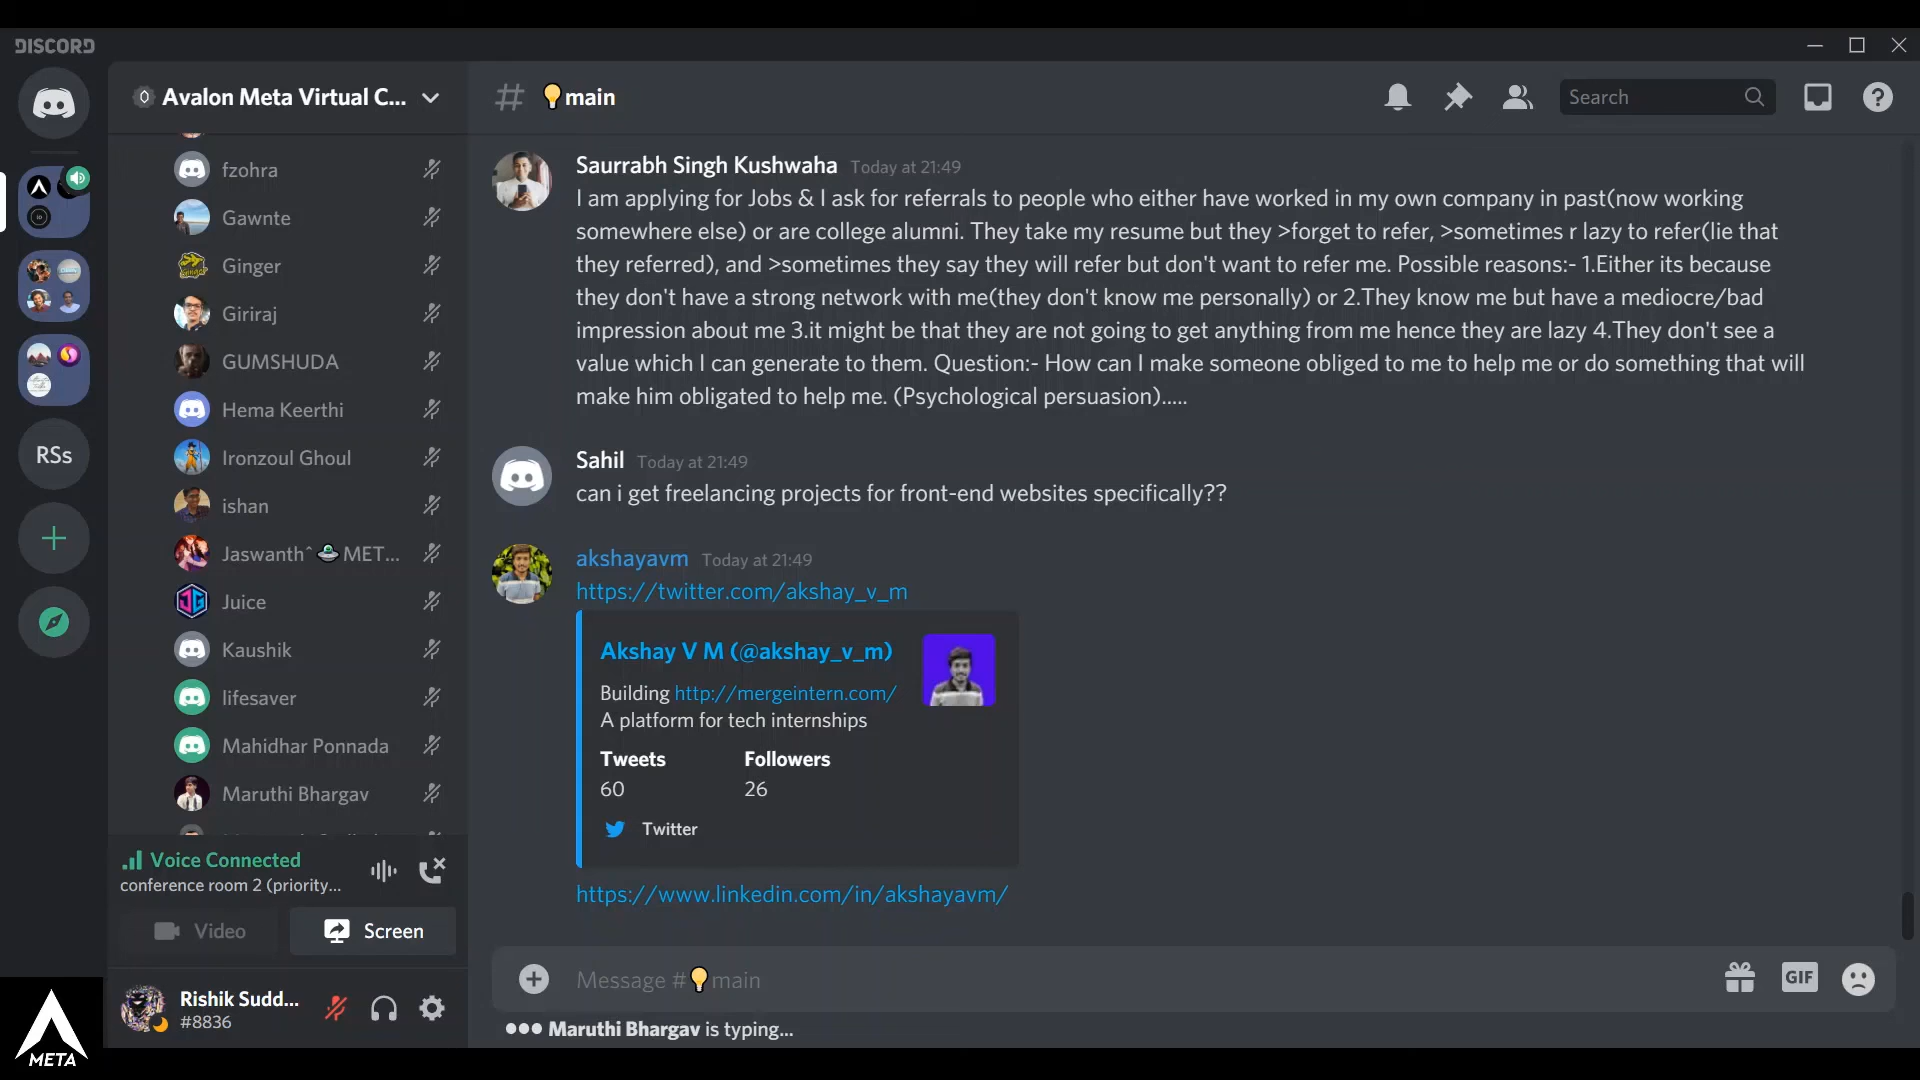 DISCORD
Avalon Meta Virtual C...
fzohra
Gawnte
Ginger
Giriraj
GUMSHUDA
Hema Keerthi
Ironzoul Ghoul
ishan
Jaswanthˆ🛸MET...
Juice
Kaushik
lifesaver
Mahidhar Ponnada
Maruthi Bhargav
RSs
Voice Connected
conference room 2 (priority...
Video
Screen
Rishik Sudd...
#8836
META
# 💡main
Search
Saurrabh Singh Kushwaha Today at 21:49
I am applying for Jobs & I ask for referrals to people who either have worked in my own company in past(now working
somewhere else) or are college alumni. They take my resume but they >forget to refer, >sometimes r lazy to refer(lie that
they referred), and >sometimes they say they will refer but don't want to refer me. Possible reasons:- 1.Either its because
they don't have a strong network with me(they don't know me personally) or 2.They know me but have a mediocre/bad
impression about me 3.it might be that they are not going to get anything from me hence they are lazy 4.They don't see a
value which I can generate to them. Question:- How can I make someone obliged to me to help me or do something that will
make him obligated to help me. (Psychological persuasion).....
Sahil Today at 21:49
can i get freelancing projects for front-end websites specifically??
akshayavm Today at 21:49
https://twitter.com/akshay_v_m
Akshay V M (@akshay_v_m)
Building http://mergeintern.com/
A platform for tech internships
Tweets Followers
60 26
Twitter
https://www.linkedin.com/in/akshayavm/
Message #💡main
GIF
Maruthi Bhargav is typing...